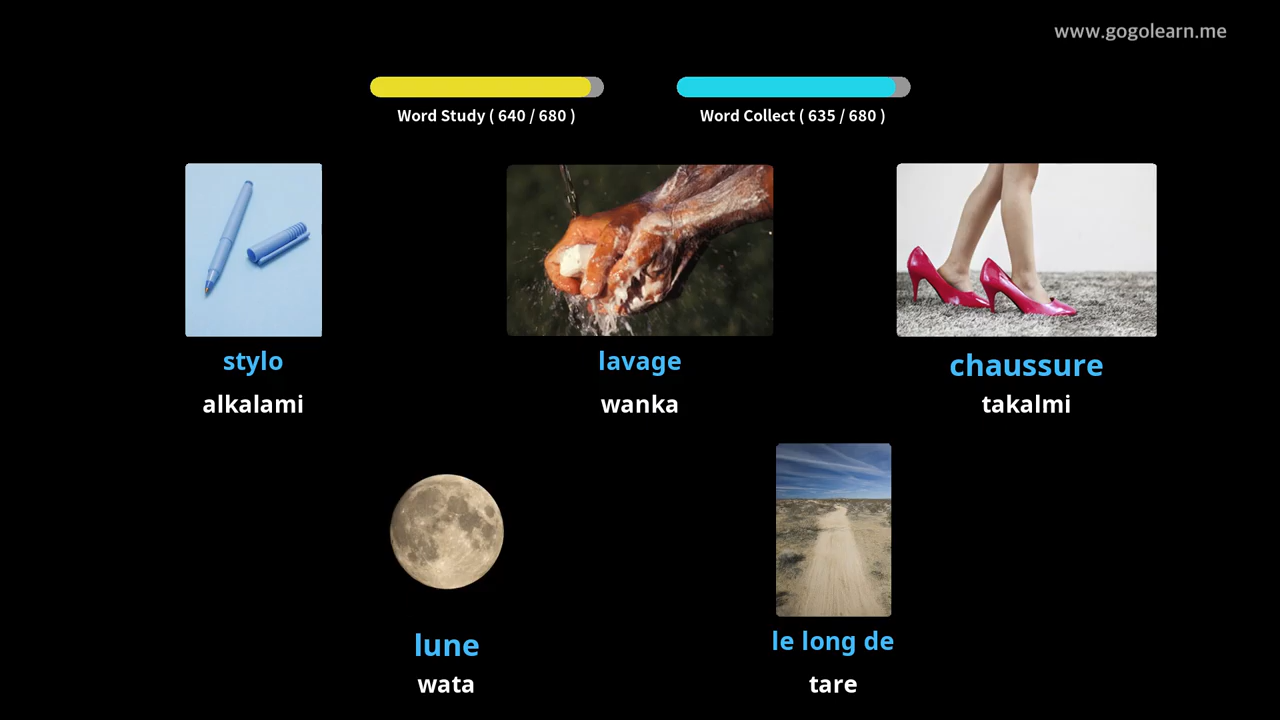 www.gogolearn.me
Word Study ( 640 / 680 )
Word Collect ( 635 / 680 )
stylo
alkalami
lavage
wanka
chaussure
takalmi
lune
wata
le long de
tare